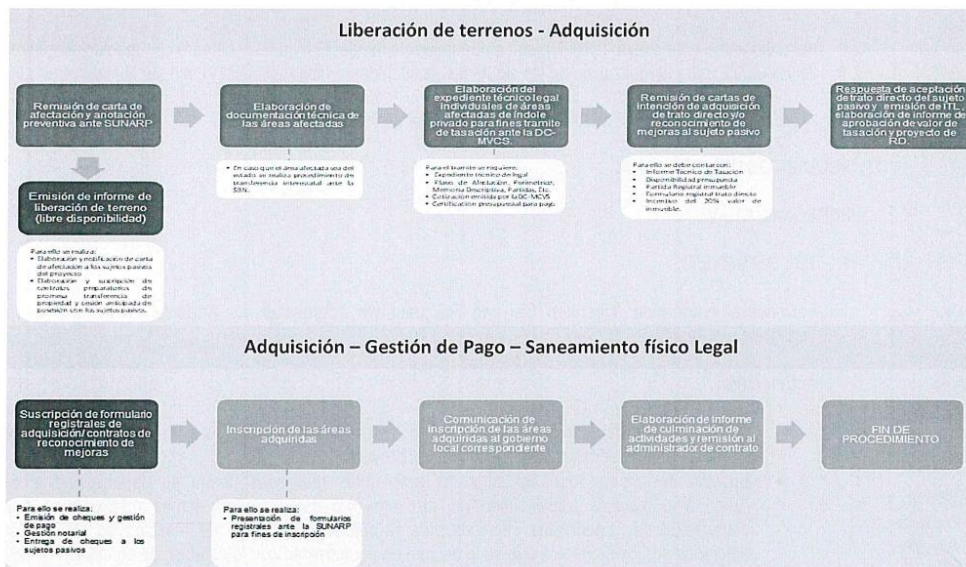 Liberación de terrenos - Adquisición
Remisión de carta de
afectación y anotación
preventiva ante SUNARP
Elaboración de
documentación técnica de
las áreas afectadas
Elaboración del
expediente técnico legal
individuales de áreas
afectadas de índole privado
para fines tramite de
tasación ante la DC-
MVCS.
Remisión de cartas de
intención de adquisición
de trato directo y/o
reconocimiento de
mejoras al sujeto pasivo
Respuesta de aceptación
de trato directo del sujeto
pasivo y emisión de ITL,
elaboración de informe de
aprobación de valor de
tasación y proyecto de
RD.
• En caso que el área afectada sea del
estado se realiza procedimiento de
transferencia interestatal ante la
SBN.
Para el tramite se requiere:
• Expediente técnico de legal
• Plano de Afectación, Perimetrico,
Memoria Descriptiva, Partidas, Etc.
• Cotización emitida por la DC-MCVS
• Certificación presupuestal para pago
Para ello se debe contar con:
• Informe Técnico de Tasación
• Disponibilidad presupuestal
• Partida Registral inmueble
• Formulario registral trato directo
• Incentivo del 20% valor de
inmueble.
Emisión de informe de
liberación de terreno
(libre disponibilidad)
Para ello se realiza:
• Elaboración y notificación de carta
de afectación a los sujetos pasivos
del proyecto
• Elaboración y suscripción de
contratos preparatorios de
promesa transferencia de
propiedad y cesión anticipada de
posesión con los sujetos pasivos.
Adquisición – Gestión de Pago – Saneamiento físico Legal
Suscripción de formulario
registrales de
adquisición/ contratos de
reconocimiento de
mejoras
Inscripción de las áreas
adquiridas
Comunicación de
inscripción de las áreas
adquiridas al gobierno
local correspondiente
Elaboración de Informe
de culminación de
actividades y remisión al
administrador de contrato
FIN DE
PROCEDIMIENTO
Para ello se realiza:
• Emisión de cheques y gestión
de pago
• Gestión notarial
• Entrega de cheques a los
sujetos pasivos
Para ello se realiza:
• Presentación de formularios
registrales ante la SUNARP
para fines de inscripción